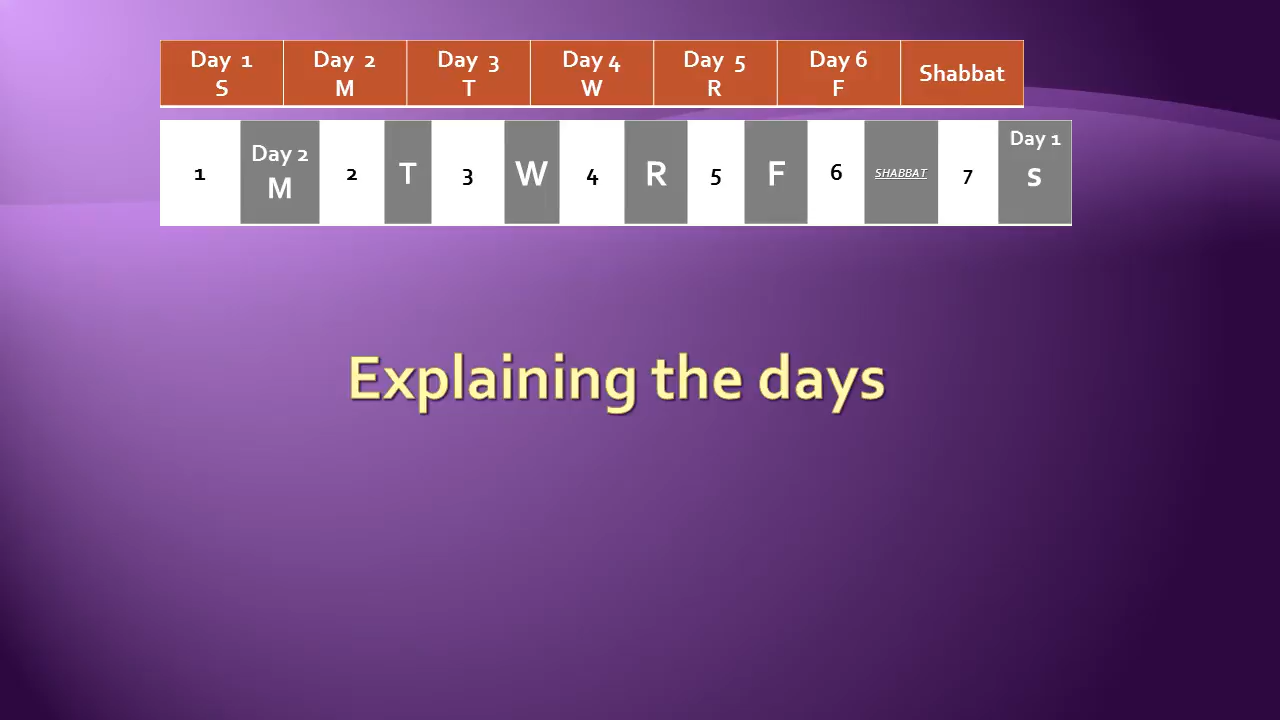 Day 1 Day 2 Day 3 Day 4 Day 5 Day 6 Shabbat
S M T W R F
1 Day 2 M 2 T 3 W 4 R 5 F 6 SHABBAT 7 Day 1 S
Explaining the days